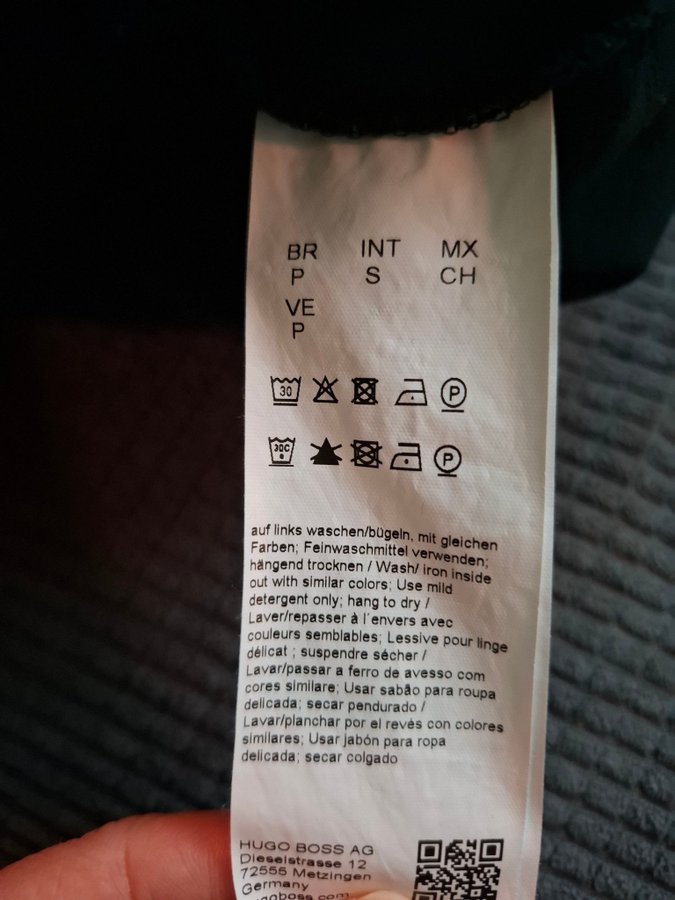 BR INT MX
P S CH
VE
P
30 P
30C P
auf links waschen/bügeln, mit gleichen
Farben; Feinwaschmittel verwenden;
hängend trocknen / Wash/ iron inside
out with similar colors; Use mild
detergent only; hang to dry /
Laver/repasser à l´envers avec
couleurs semblables; Lessive pour linge
délicat ; suspendre sécher /
Lavar/passar a ferro de avesso com
cores similare; Usar sabão para roupa
delicada; secar pendurado /
Lavar/planchar por el revés con colores
similares; Usar jabón para ropa
delicada; secar colgado
HUGO BOSS AG
Dieselstrasse 12
72555 Metzingen
Germany